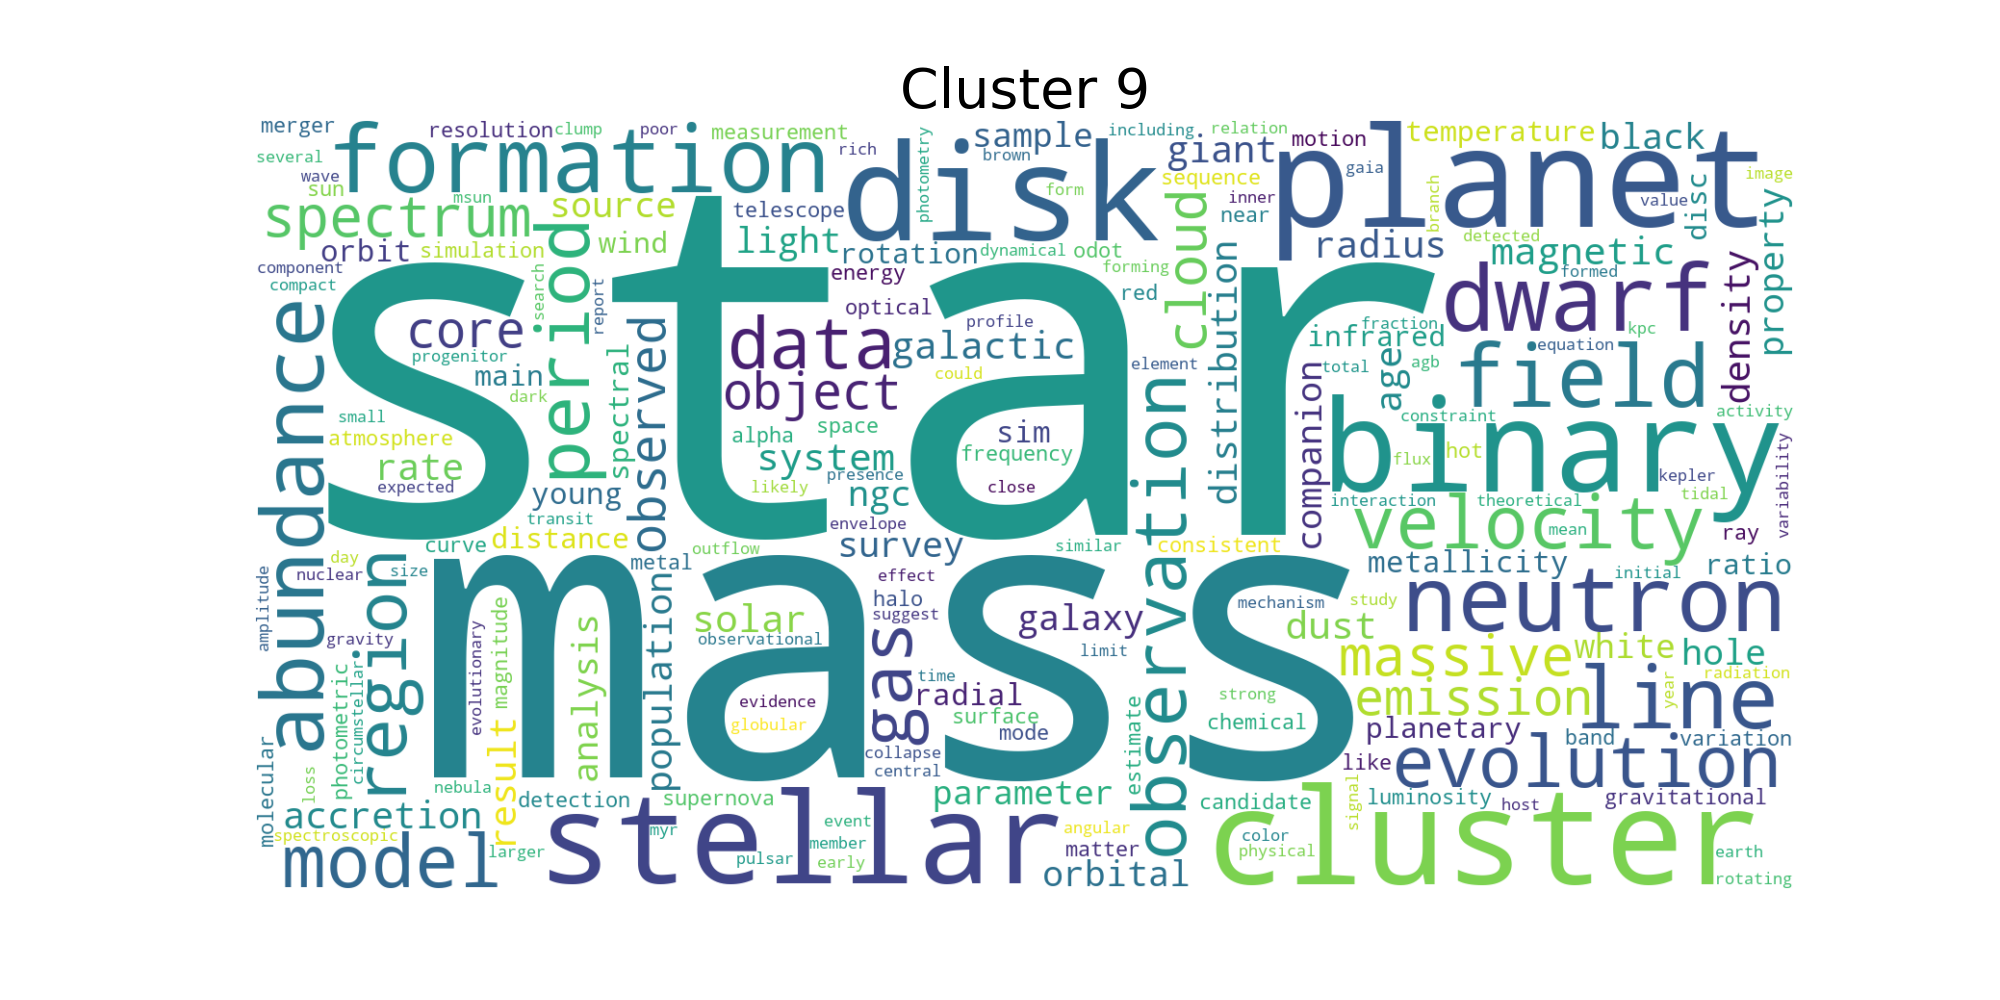 Cluster 9
merger
formation
resolution
clump
poor
measurement
disk
sample
including
relation
motion
temperature
black
several
wave
sun
msun
rich
photometry
brown
form
giant
sequence
inner
near
planet
gaia
branch
value
image
spectrum
source
telescope
light
wind
period
orbit
simulation
rotation
dynamical
odot
cloud
radius
detected
magnetic
disc
property
component
compact
search
report
energy
forming
red
distribution
formed
dwarf
density
star
abundance
core
progenitor
main
dark
spectral
observed
data
object
optical
profile
galactic
could
element
infrared
fraction
total
age
agb
kpc
equation
field
small
atmosphere
rate
expected
young
transit
alpha
space
system
likely
presence
ngc
sim
frequency
close
observation
companion
constraint
activity
binary
flux
hot
kepler
tidal
variability
interaction
theoretical
velocity
mean
ray
day
nuclear
size
curve
distance
outflow
metal
envelope
survey
similar
consistent
metallicity
initial
ratio
amplitude
region
gravity
mass
evolutionary
magnitude
analysis
population
solar
observational
effect
halo
suggest
gas
galaxy
limit
mechanism
study
dust
neutron
massive
white
hole
photometric
circumstellar
result
evidence
globular
time
radial
surface
mode
strong
chemical
emission
line
year
radiation
molecular
loss
nebula
collapse
central
estimate
planetary
band
variation
like
evolution
accretion
spectroscopic
detection
supernova
parameter
candidate
signal
luminosity
host
gravitational
model
larger
stellar
myr
pulsar
event
member
early
angular
matter
orbital
cluster
color
physical
earth
rotating